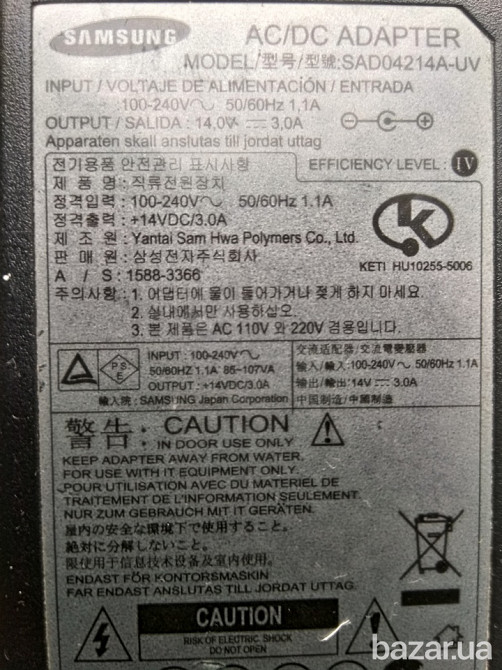 SAMSUNG
AC/DC ADAPTER
MODEL/型号/型號:SAD04214A-UV
INPUT / VOLTAJE DE ALIMENTACIÓN / ENTRADA
100-240V 50/60Hz 1,1A
OUTPUT / SALIDA : 14,0V 3,0A
Apparaten skall anslutas till jordat uttag
전기용품 안전관리 표시사항
EFFICIENCY LEVEL : IV
제 품 명 : 직류전원장치
정격입력 : 100-240V 50/60Hz 1.1A
정격출력 : +14VDC/3.0A
제 조 원 : Yantai Sam Hwa Polymers Co., Ltd.
판 매 원 : 삼성전자주식회사
A / S : 1588-3366
KETI HU10255-5006
주의사항 : 1. 어댑터에 물이 들어가거나 젖게 하지 마세요.
2. 실내에서만 사용하십오.
3. 본 제품은 AC 110V 와 220V 겸용입니다.
PS
E
INPUT : 100-240V
50/60HZ 1.1A 85~107VA
OUTPUT : +14VDC/3.0A
輸入院 : SAMSUNG Japan Corporation
交流适配器/交流電變壓器
输入/輸入:100-240V 50/60Hz 1.1A
输出/輸出:14V 3.0A
中国制造/中國制造
警告: CAUTION
IN DOOR USE ONLY
KEEP ADAPTER AWAY FROM WATER.
FOR USE WITH IT EQUIPMENT ONLY.
POUR UTILISATION AVEC DU MATERIEL DE
TRAITEMENT DE L'INFORMATION SEULEMENT.
NUR ZUM GEBRAUCH MIT IT GERÄTEN.
屋内の安全な環境下で使用すること。
絶対に分解しないこと。
限使用于信息技术设备及室内使用。
ENDAST FÖR KONTORSMASKIN
FAR ENDAST ANSLUTAS TILL JORDAT UTTAG.
CAUTION
RISK OF ELECTRIC SHOCK
DO NOT OPEN
bazar.ua